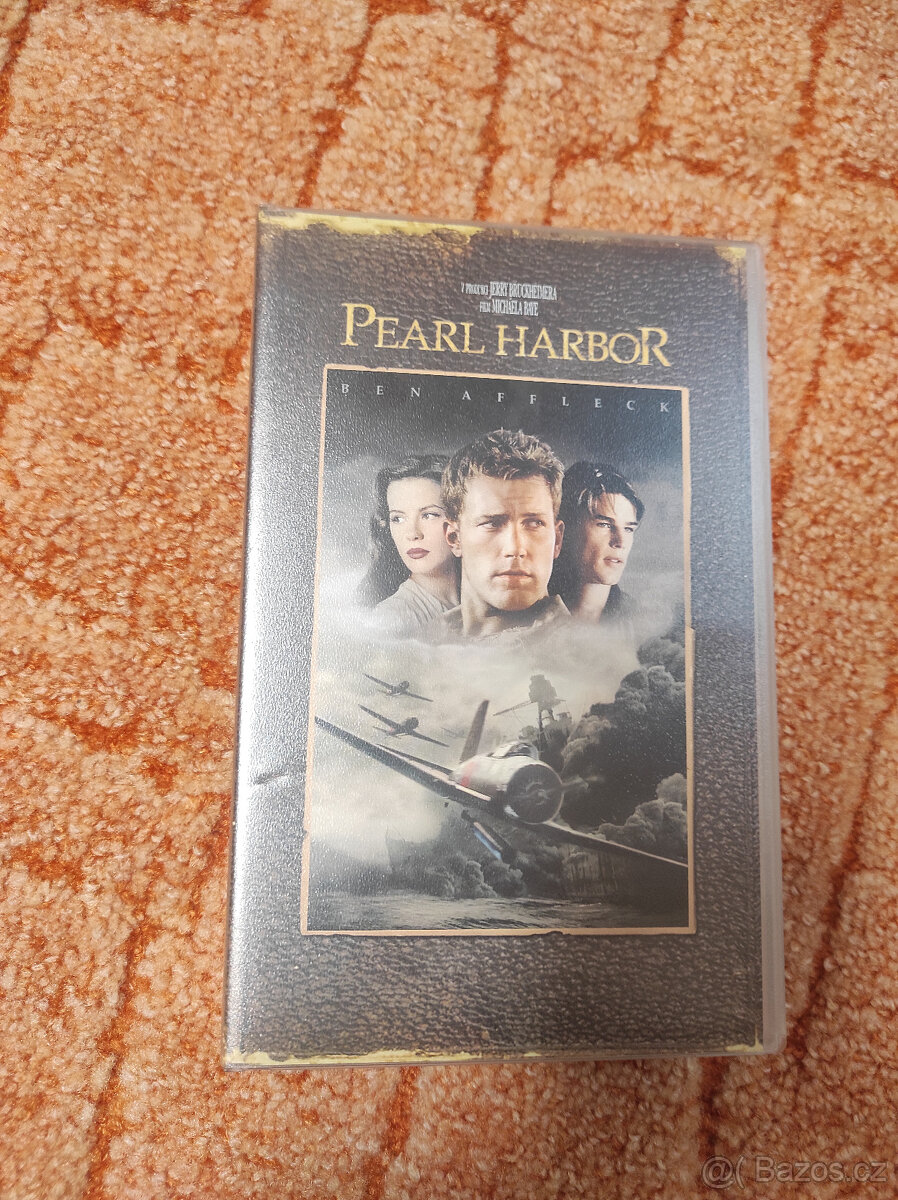 V PRODUKCI JERRY BRUCKHEIMERA
FILM MICHAELA BAYE
PEARL HARBOR
BEN AFFLECK
@( Bazos.cz